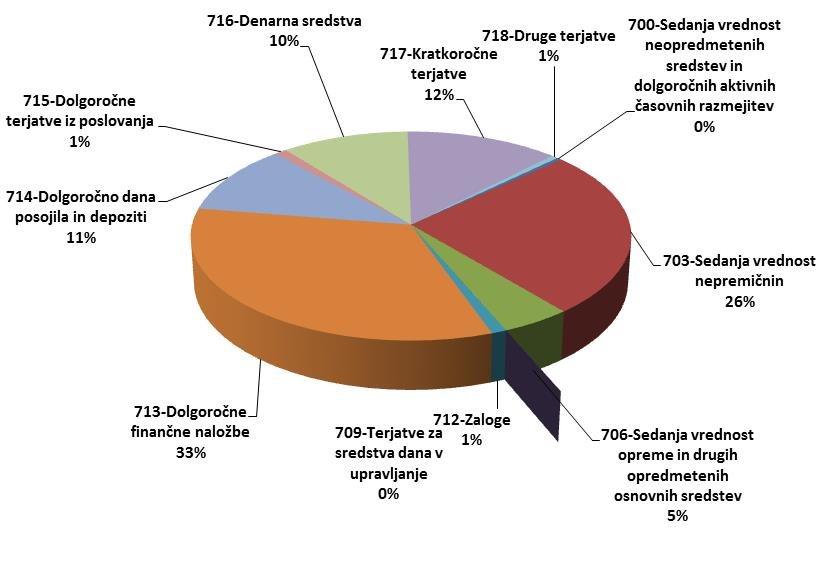 716-Denarna sredstva
10%
717-Kratkoročne
terjatve
12%
718-Druge terjatve
1%
700-Sedanja vrednost
neopredmetenih
sredstev in
dolgoročnih aktivnih
časovnih razmejitev
0%
715-Dolgoročne
terjatve iz poslovanja
1%
714-Dolgoročno dana
posojila in depoziti
11%
703-Sedanja vrednost
nepremičnin
26%
713-Dolgoročne
finančne naložbe
33%
709-Terjatve za
sredstva dana v
upravljanje
0%
712-Zaloge
1%
706-Sedanja vrednost
opreme in drugih
opredmetenih
osnovnih sredstev
5%